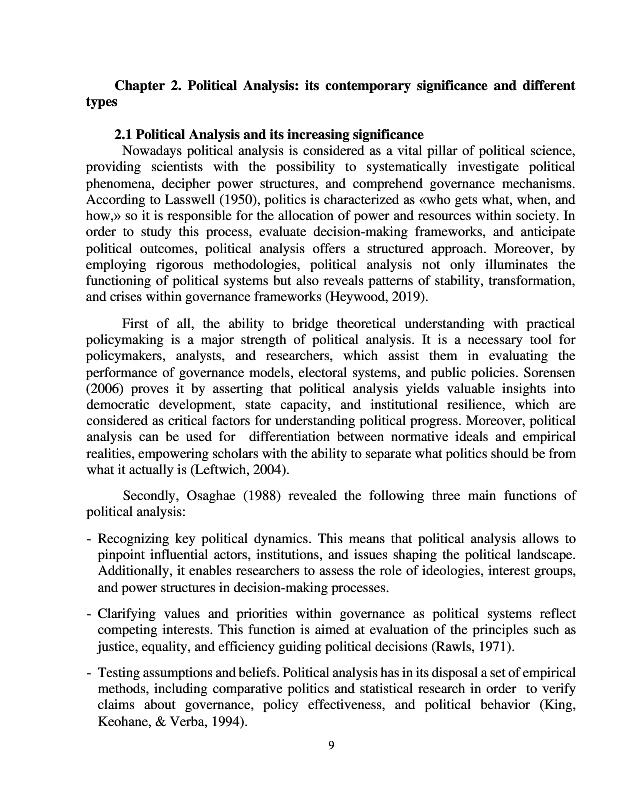 Chapter 2. Political Analysis: its contemporary significance and different
types
2.1 Political Analysis and its increasing significance
Nowadays political analysis is considered as a vital pillar of political science,
providing scientists with the possibility to systematically investigate political
phenomena, decipher power structures, and comprehend governance mechanisms.
According to Lasswell (1950), politics is characterized as «who gets what, when, and
how,» so it is responsible for the allocation of power and resources within society. In
order to study this process, evaluate decision-making frameworks, and anticipate
political outcomes, political analysis offers a structured approach. Moreover, by
employing rigorous methodologies, political analysis not only illuminates the
functioning of political systems but also reveals patterns of stability, transformation,
and crises within governance frameworks (Heywood, 2019).
First of all, the ability to bridge theoretical understanding with practical
policymaking is a major strength of political analysis. It is a necessary tool for
policymakers, analysts, and researchers, which assist them in evaluating the
performance of governance models, electoral systems, and public policies. Sorensen
(2006) proves it by asserting that political analysis yields valuable insights into
democratic development, state capacity, and institutional resilience, which are
considered as critical factors for understanding political progress. Moreover, political
analysis can be used for differentiation between normative ideals and empirical
realities, empowering scholars with the ability to separate what politics should be from
what it actually is (Leftwich, 2004).
Secondly, Osaghae (1988) revealed the following three main functions of
political analysis:
- Recognizing key political dynamics. This means that political analysis allows to
pinpoint influential actors, institutions, and issues shaping the political landscape.
Additionally, it enables researchers to assess the role of ideologies, interest groups,
and power structures in decision-making processes.
- Clarifying values and priorities within governance as political systems reflect
competing interests. This function is aimed at evaluation of the principles such as
justice, equality, and efficiency guiding political decisions (Rawls, 1971).
- Testing assumptions and beliefs. Political analysis has in its disposal a set of empirical
methods, including comparative politics and statistical research in order to verify
claims about governance, policy effectiveness, and political behavior (King,
Keohane, & Verba, 1994).
9